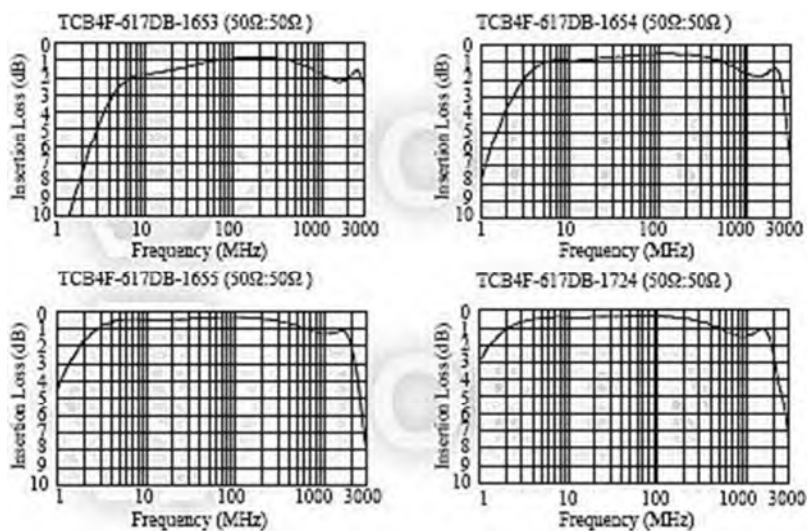 TCB4F-617DB-1653 (50Ω:50Ω )
Insertion Loss (dB)
0
1
2
3
4
5
6
7
8
9
10
1 10 100 1000 3000
Frequency (MHz)
TCB4F-617DB-1654 (50Ω:50Ω )
Insertion Loss (dB)
0
1
2
3
4
5
6
7
8
9
10
1 10 100 1000 3000
Frequency (MHz)
TCB4F-617DB-1655 (50Ω:50Ω )
Insertion Loss (dB)
0
1
2
3
4
5
6
7
8
9
10
1 10 100 1000 3000
Frequency (MHz)
TCB4F-617DB-1724 (50Ω:50Ω )
Insertion Loss (dB)
0
1
2
3
4
5
6
7
8
9
10
1 10 100 1000 3000
Frequency (MHz)